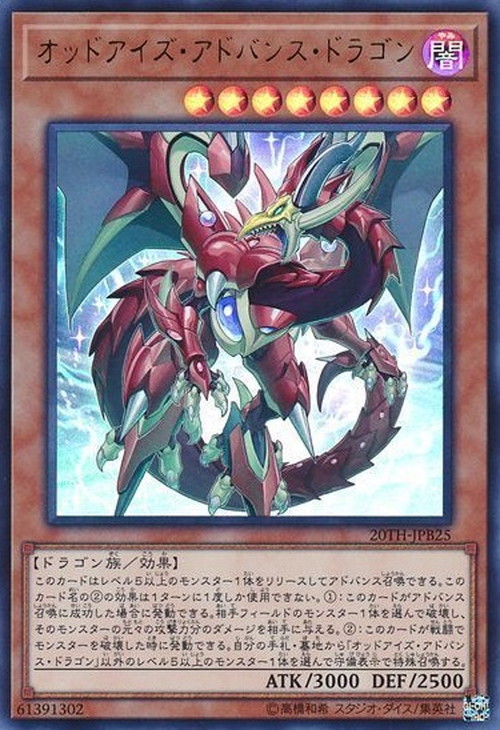 オッドアイズ・アドバンス・ドラゴン
闇
20TH-JPB25
【ドラゴン族／効果】
このカードはレベル５以上のモンスター１体をリリースしてアドバンス召喚できる。このカード名の②の効果は１ターンに１度しか使用できない。①：このカードがアドバンス召喚に成功した場合に発動できる。相手フィールドのモンスター１体を選んで破壊し、そのモンスターの元々の攻撃力分のダメージを相手に与える。②：このカードが戦闘でモンスターを破壊した時に発動できる。自分の手札・墓地から「オッドアイズ・アドバンス・ドラゴン」以外のレベル５以上のモンスター１体を選んで守備表示で特殊召喚する。
ATK/3000 DEF/2500
61391302
©高橋和希 スタジオ・ダイス/集英社